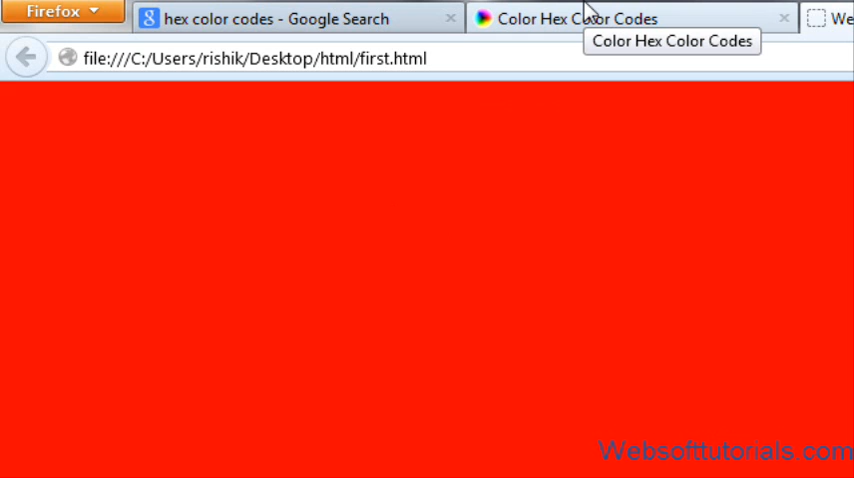 Firefox
hex color codes - Google Search
Color Hex Color Codes
We
Color Hex Color Codes
file:///C:/Users/rishik/Desktop/html/first.html
Websofttutorials.com